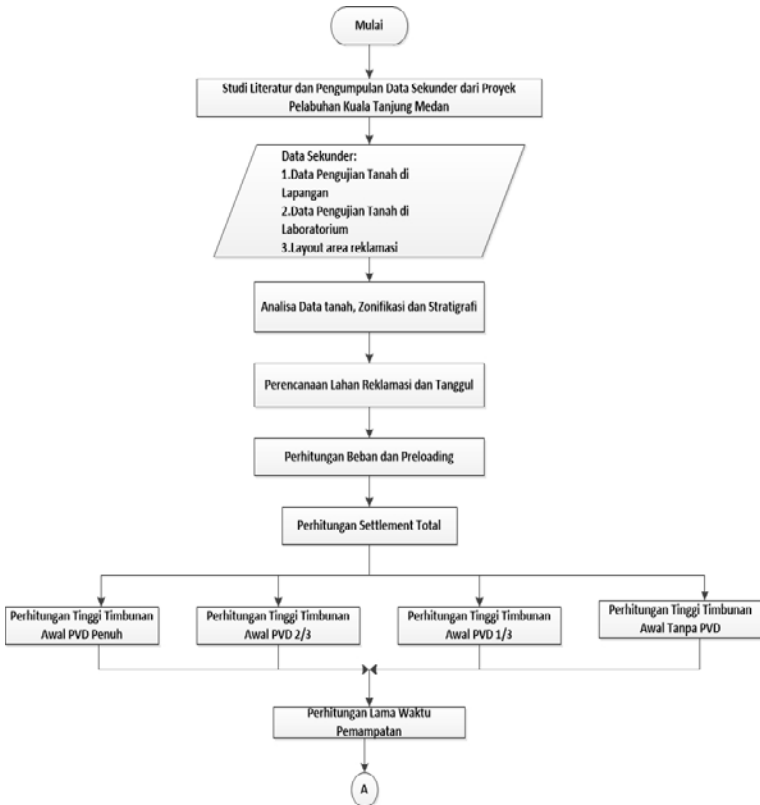 Mulai
Studi Literatur dan Pengumpulan Data Sekunder dari Proyek
Pelabuhan Kuala Tanjung Medan
Data Sekunder:
1.Data Pengujian Tanah di
Lapangan
2.Data Pengujian Tanah di
Laboratorium
3.Layout area reklamasi
Analisa Data tanah, Zonifikasi dan Stratigrafi
Perencanaan Lahan Reklamasi dan Tanggul
Perhitungan Beban dan Preloading
Perhitungan Settlement Total
Perhitungan Tinggi Timbunan
Awal PVD Penuh
Perhitungan Tinggi Timbunan
Awal PVD 2/3
Perhitungan Tinggi Timbunan
Awal PVD 1/3
Perhitungan Tinggi Timbunan
Awal Tanpa PVD
Perhitungan Lama Waktu
Pemampatan
A